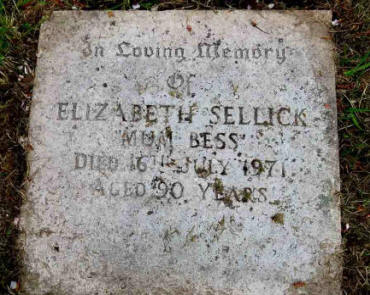 In Loving Memory
Of
ELIZABETH SELLICK
"MUM BESS"
DIED 16TH JULY 1971
AGED 90 YEARS